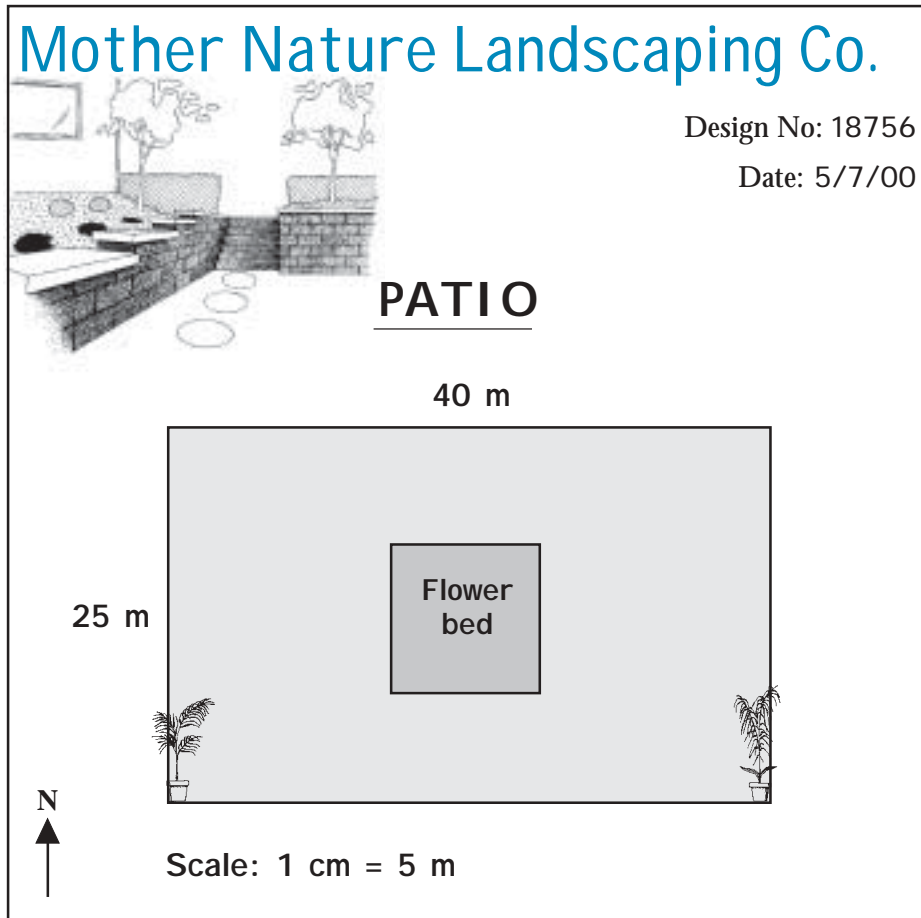 Mother Nature Landscaping Co.
Design No: 18756
Date: 5/7/00
PATIO
40 m
25 m
Flower
bed
N
Scale: 1 cm = 5 m